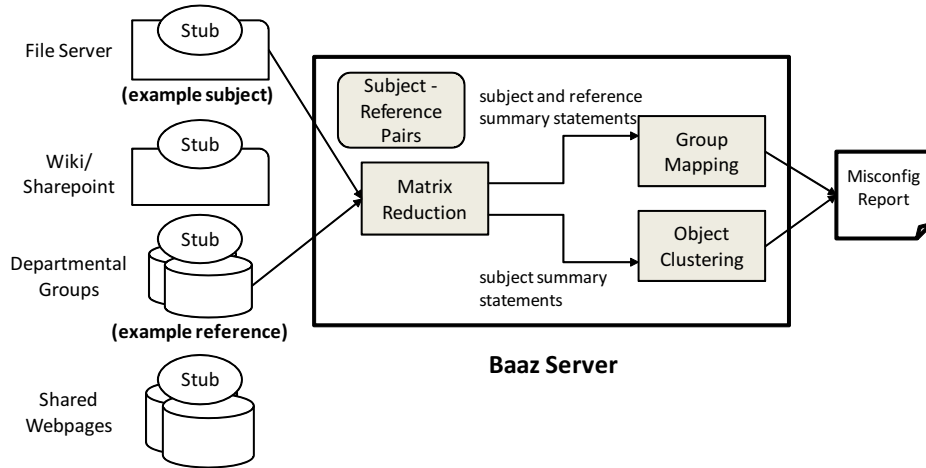 Stub
File Server
(example subject)
Stub
Wiki/
Sharepoint
Stub
Departmental
Groups
(example reference)
Stub
Shared
Webpages
Subject -
Reference
Pairs
subject and reference
summary statements
Matrix
Reduction
Group
Mapping
Object
Clustering
subject summary
statements
Misconfig
Report
Baaz Server